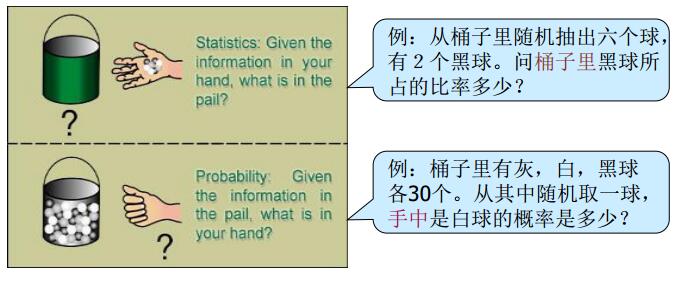 Statistics: Given the
information in your
hand, what is in the
pail?
?
例：从桶子里随机抽出六个球，
有2个黑球。问桶子里黑球所
占的比率多少？
Probability: Given
the information in
the pail, what is in
your hand?
?
例：桶子里有灰，白，黑球
各30个。从其中随机取一球，
手中是白球的概率是多少？